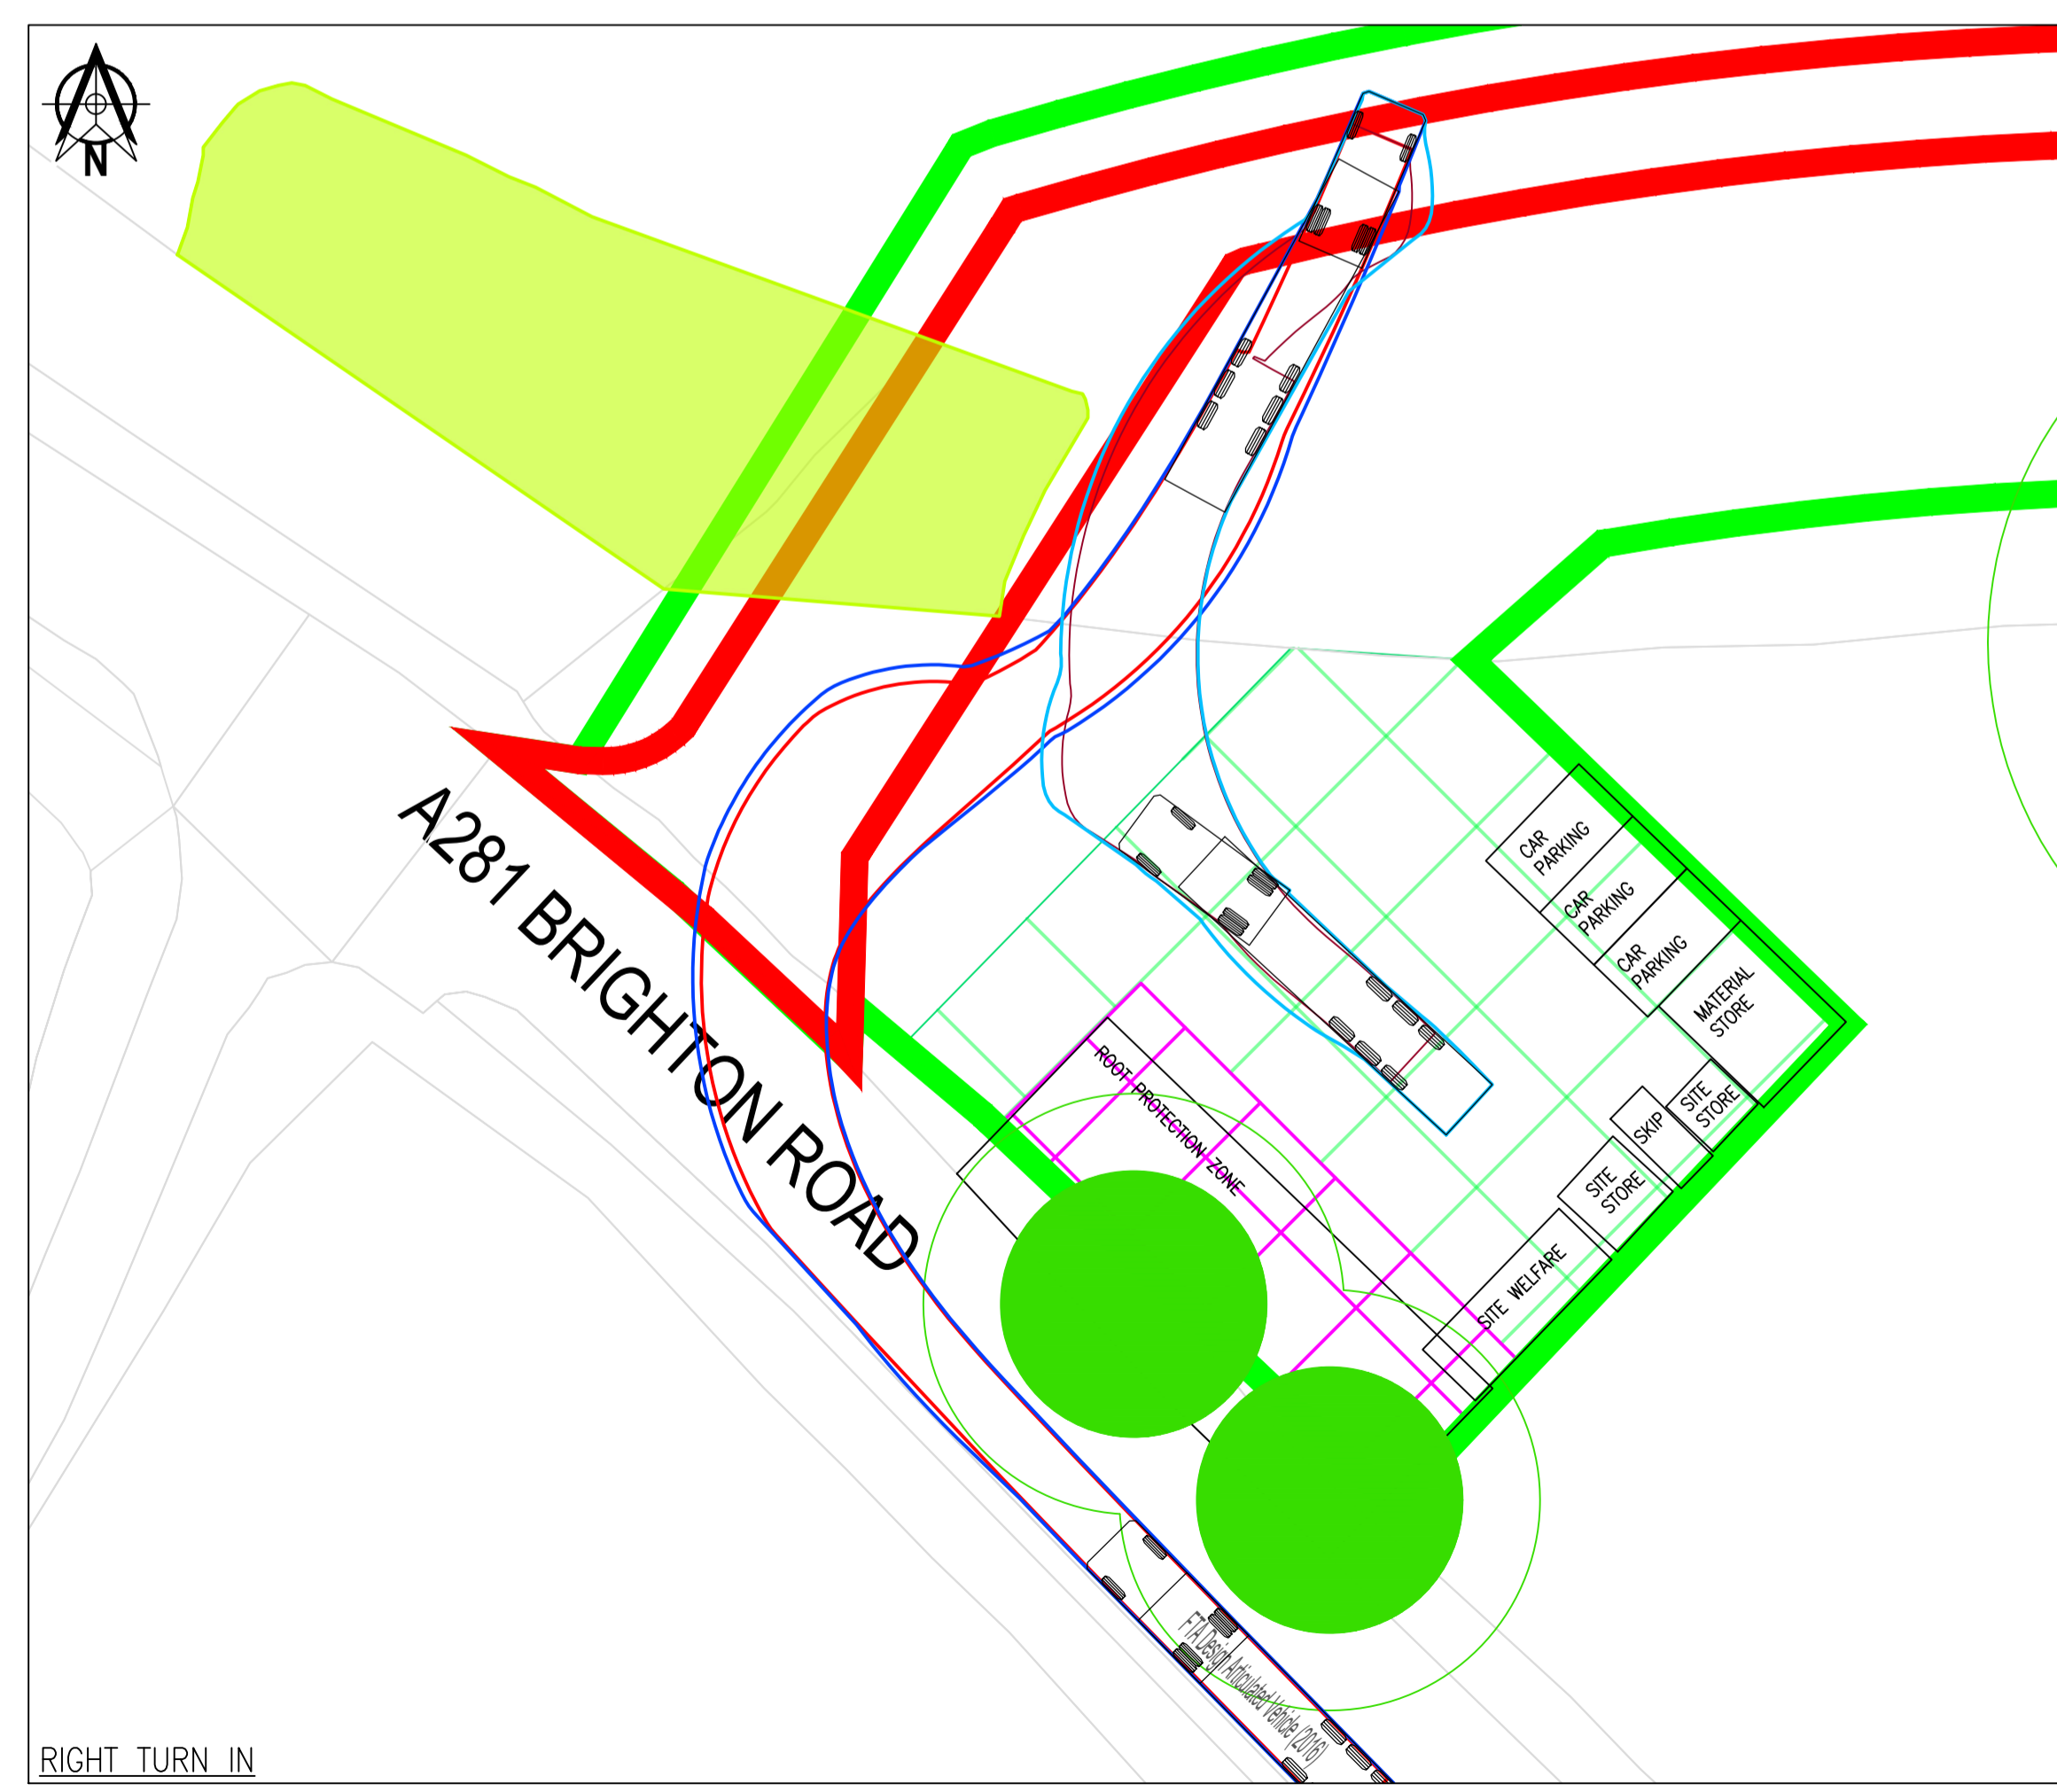 N
A281 BRIGHTON ROAD
CAR
PARKING
CAR
PARKING
CAR
PARKING
MATERIAL
STORE
SITE
STORE
SKIP
SITE
STORE
SITE WELFARE
ROOT PROTECTION ZONE
FTA Design Articulated Vehicle (2016)
RIGHT TURN IN